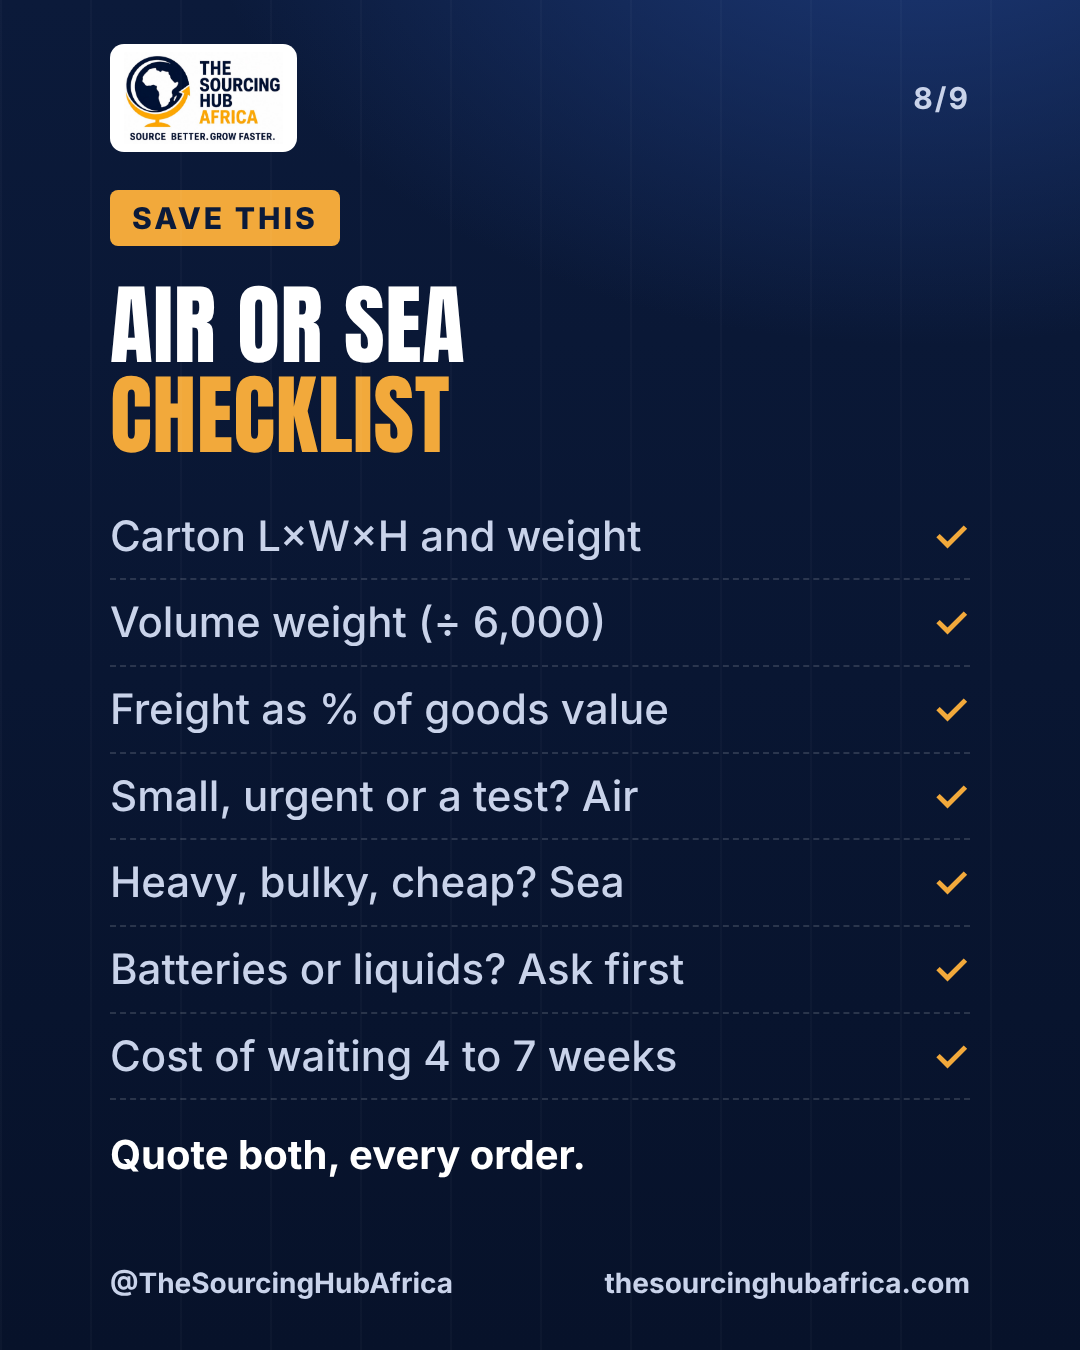 THE
SOURCING
HUB
AFRICA
SOURCE BETTER. GROW FASTER.
8/9
SAVE THIS
AIR OR SEA
CHECKLIST
Carton L×W×H and weight
Volume weight (÷ 6,000)
Freight as % of goods value
Small, urgent or a test? Air
Heavy, bulky, cheap? Sea
Batteries or liquids? Ask first
Cost of waiting 4 to 7 weeks
Quote both, every order.
@TheSourcingHubAfrica
thesourcinghubafrica.com